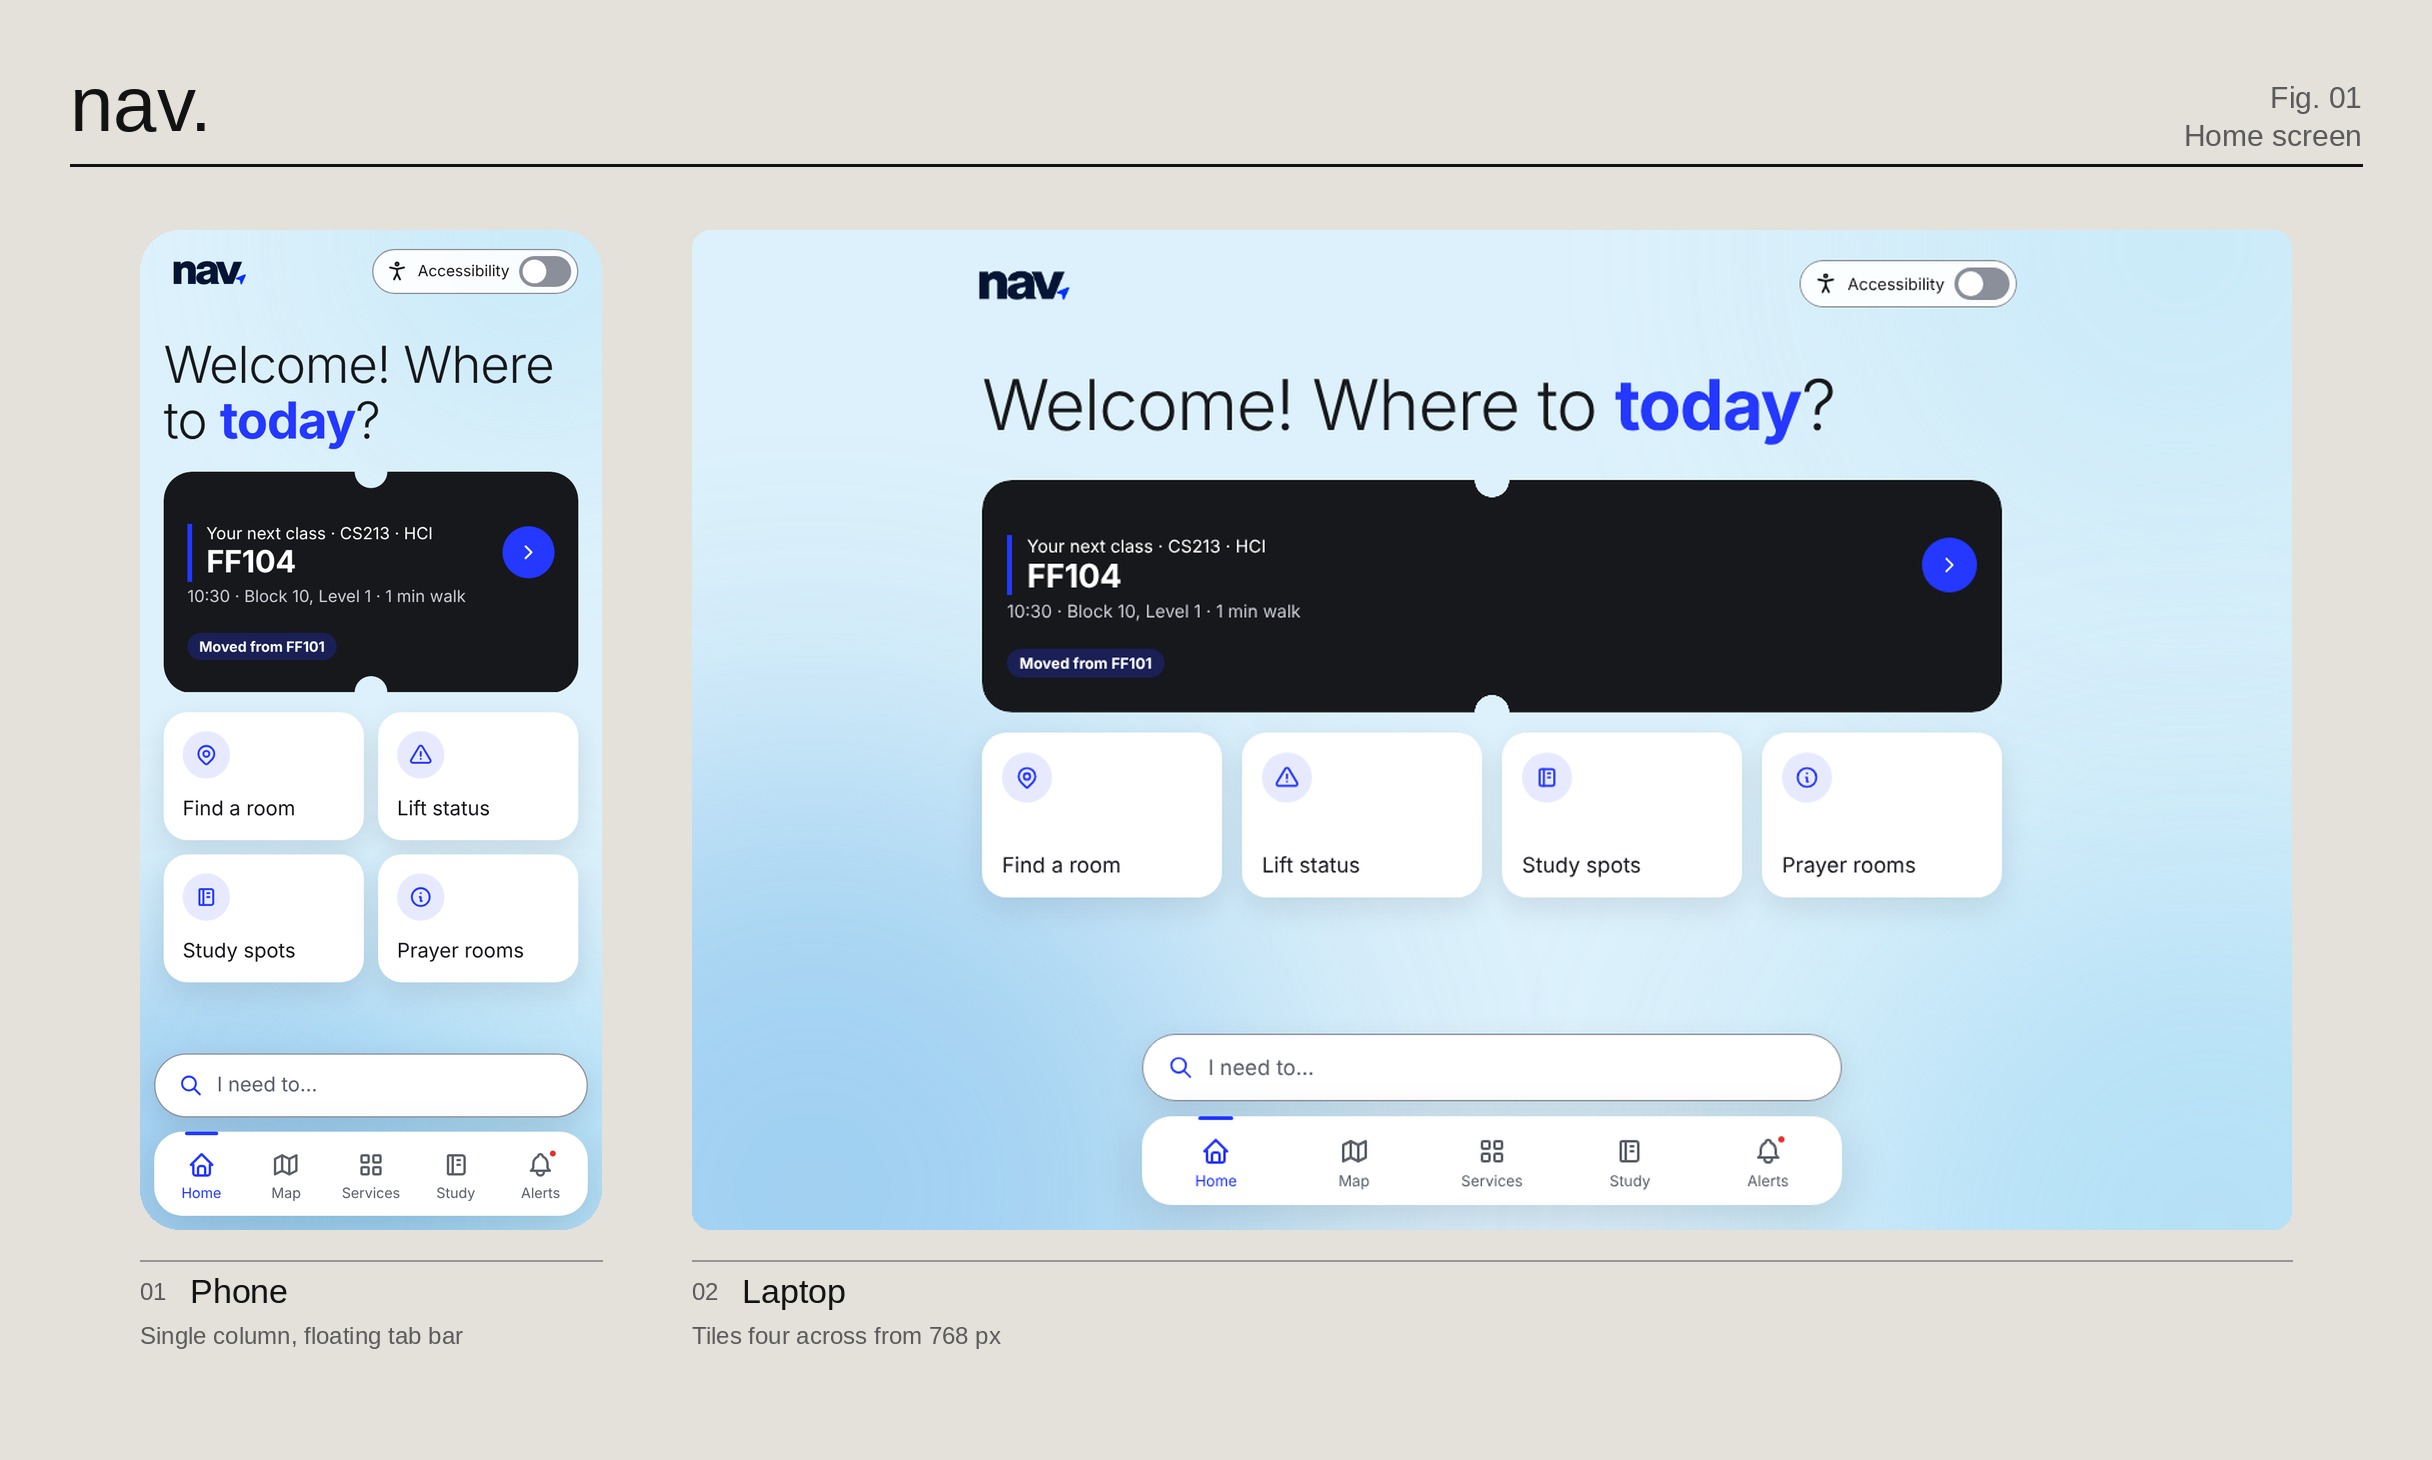 nav.
Fig. 01
Home screen
nav
Accessibility
Welcome! Where
to today?
Your next class · CS213 · HCI
FF104
10:30 · Block 10, Level 1 · 1 min walk
Moved from FF101
Find a room
Lift status
Study spots
Prayer rooms
I need to...
Home
Map
Services
Study
Alerts
01 Phone
Single column, floating tab bar
nav
Accessibility
Welcome! Where to today?
Your next class · CS213 · HCI
FF104
10:30 · Block 10, Level 1 · 1 min walk
Moved from FF101
Find a room
Lift status
Study spots
Prayer rooms
I need to...
Home
Map
Services
Study
Alerts
02 Laptop
Tiles four across from 768 px